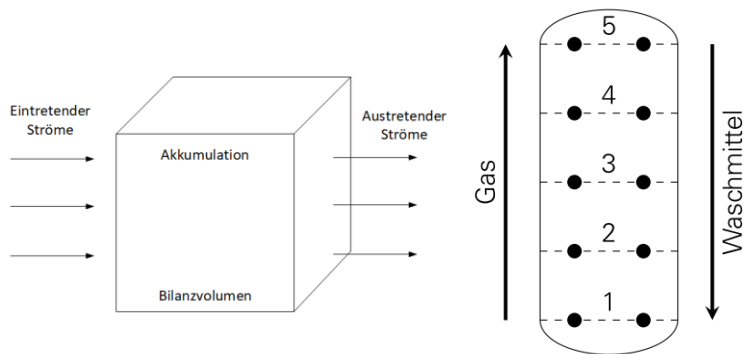 Eintretender
Ströme
Akkumulation
Bilanzvolumen
Austretender
Ströme
Gas
5
4
3
2
1
Waschmittel